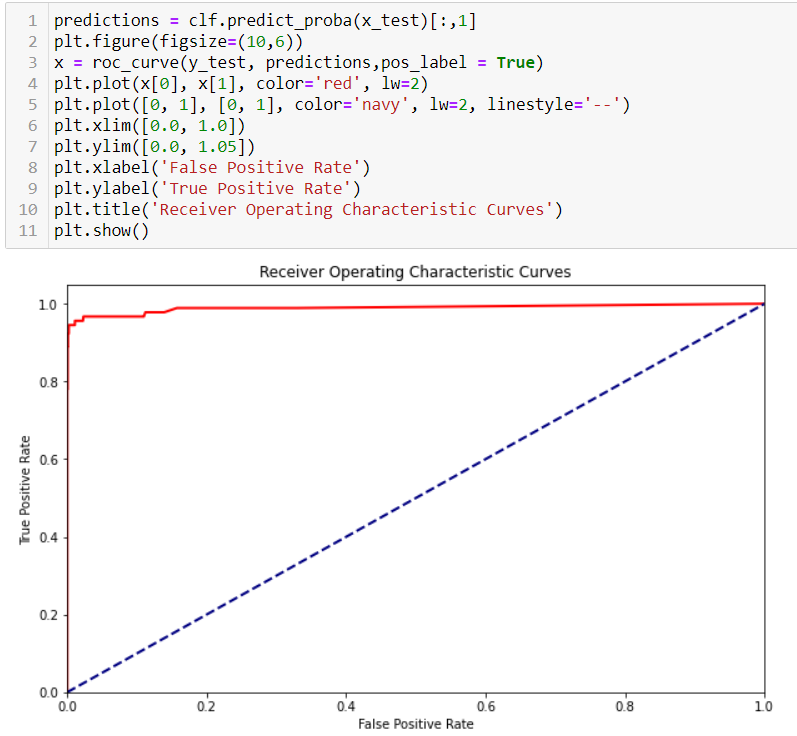 1 predictions = clf.predict_proba(x_test)[:,1]
2 plt.figure(figsize=(10,6))
3 x = roc_curve(y_test, predictions,pos_label = True)
4 plt.plot(x[0], x[1], color='red', lw=2)
5 plt.plot([0, 1], [0, 1], color='navy', lw=2, linestyle='--')
6 plt.xlim([0.0, 1.0])
7 plt.ylim([0.0, 1.05])
8 plt.xlabel('False Positive Rate')
9 plt.ylabel('True Positive Rate')
10 plt.title('Receiver Operating Characteristic Curves')
11 plt.show()
Receiver Operating Characteristic Curves
1.0
0.8
0.6
0.4
0.2
0.0
True Positive Rate
0.0 0.2 0.4 0.6 0.8 1.0
False Positive Rate